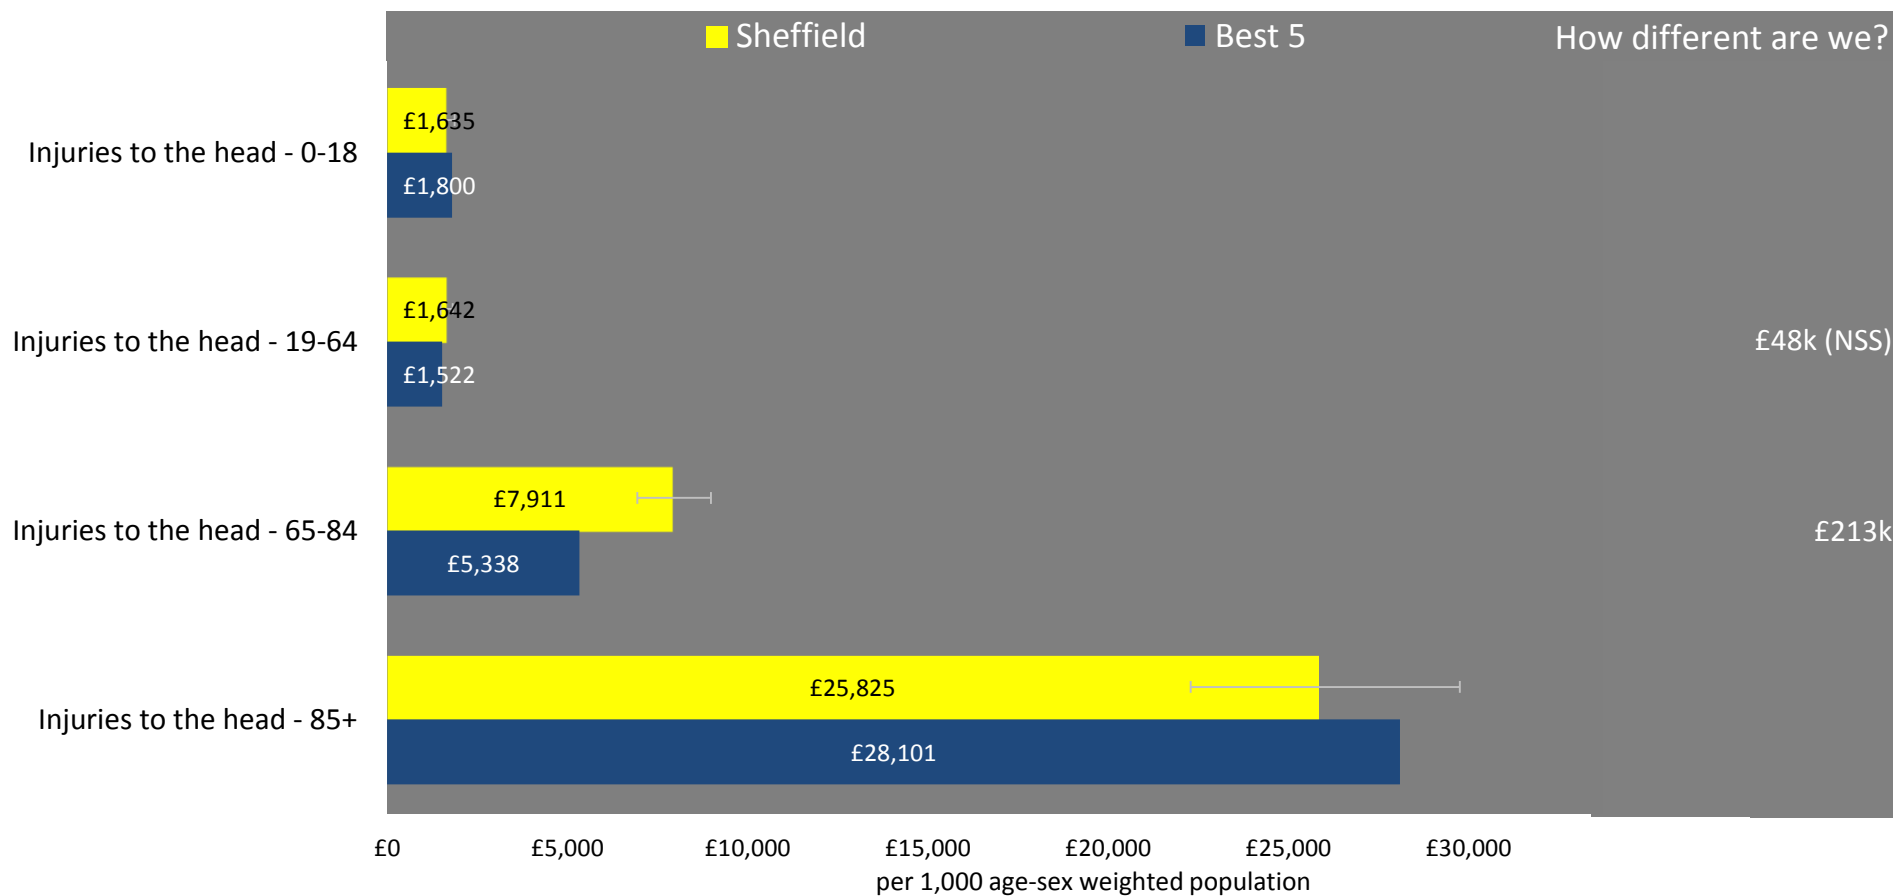 Sheffield
Best 5
How different are we?
Injuries to the head - 0-18
£1,635
£1,800
Injuries to the head - 19-64
£1,642
£1,522
£48k (NSS)
Injuries to the head - 65-84
£7,911
£5,338
£213k
Injuries to the head - 85+
£25,825
£28,101
£0 £5,000 £10,000 £15,000 £20,000 £25,000 £30,000
per 1,000 age-sex weighted population